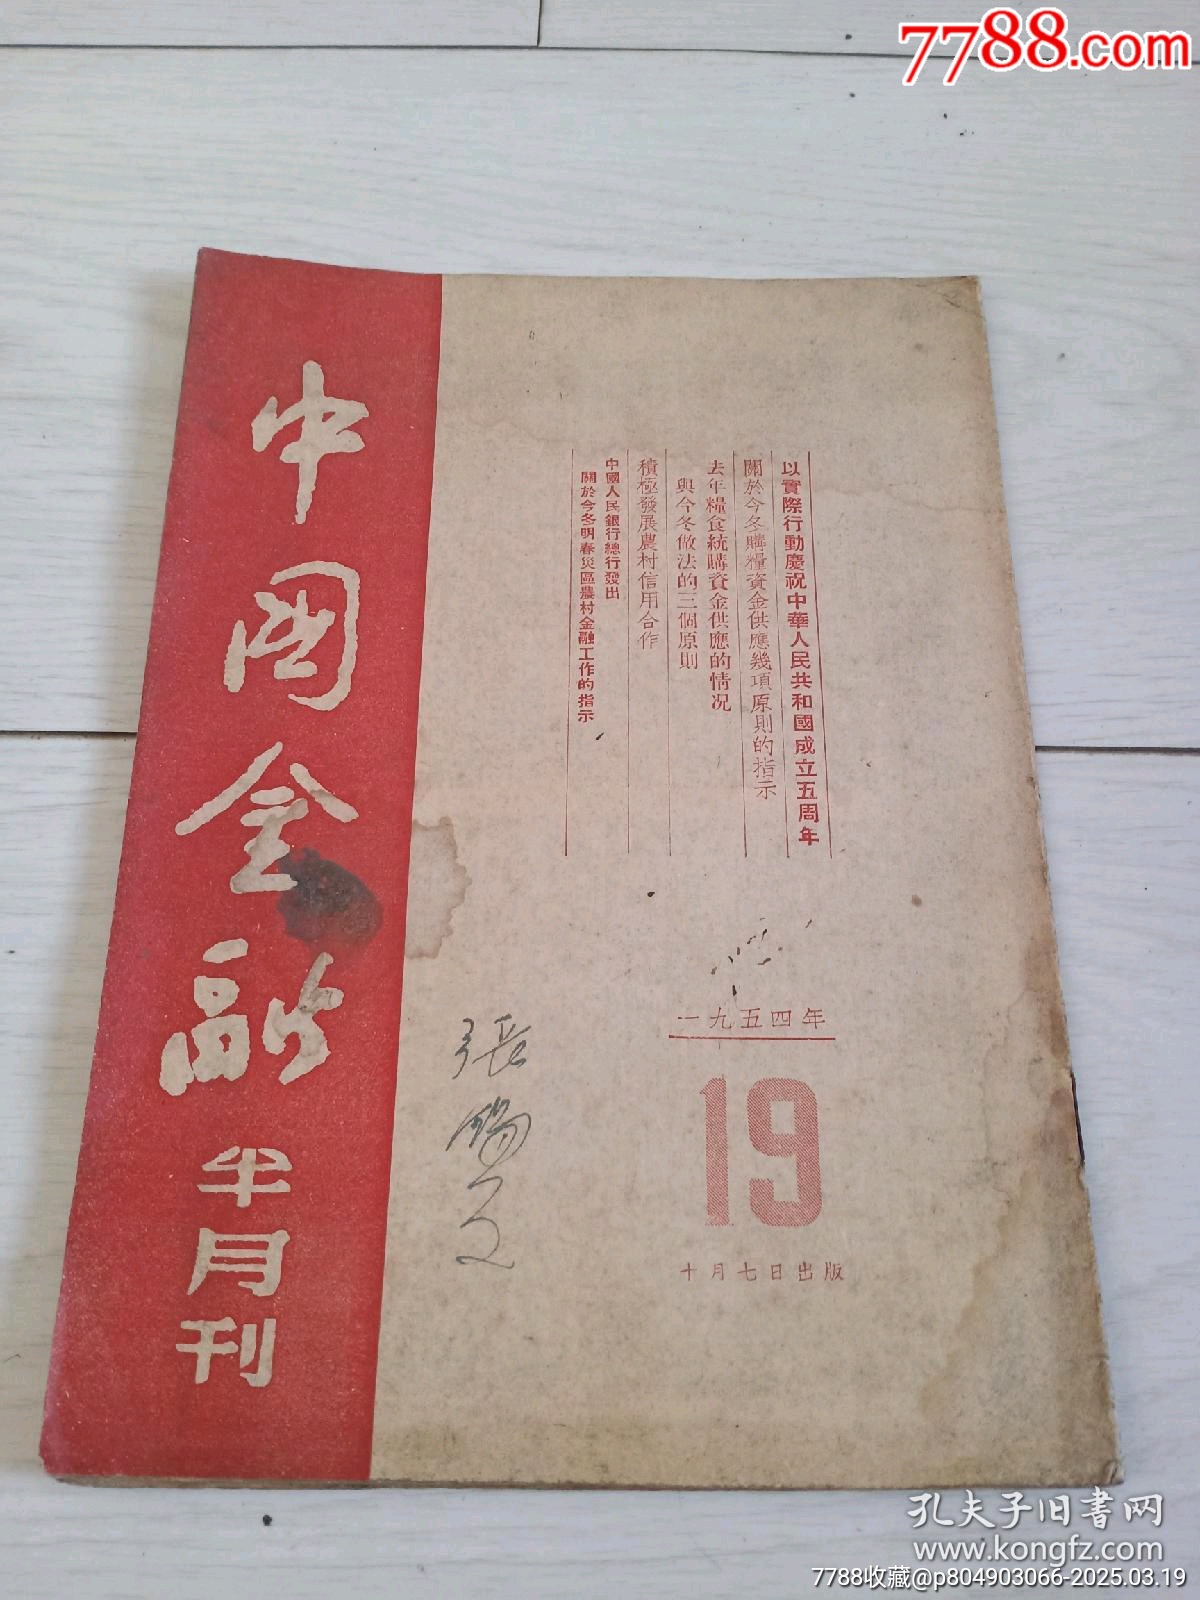 7788.com
中國金融
半月刊
以實際行動慶祝中華人民共和國成立五周年
關於今冬購糧資金供應幾項原則的指示
去年糧食統購資金供應的情况
與今冬做法的三個原則
積極發展農村信用合作
中國人民銀行總行發出
關於今冬明春災區農村金融工作的指示
一九五四年
19
十月七日出版
張錫文
孔夫子旧書网
www.kongfz.com
7788收藏@p804903066-2025.03.19